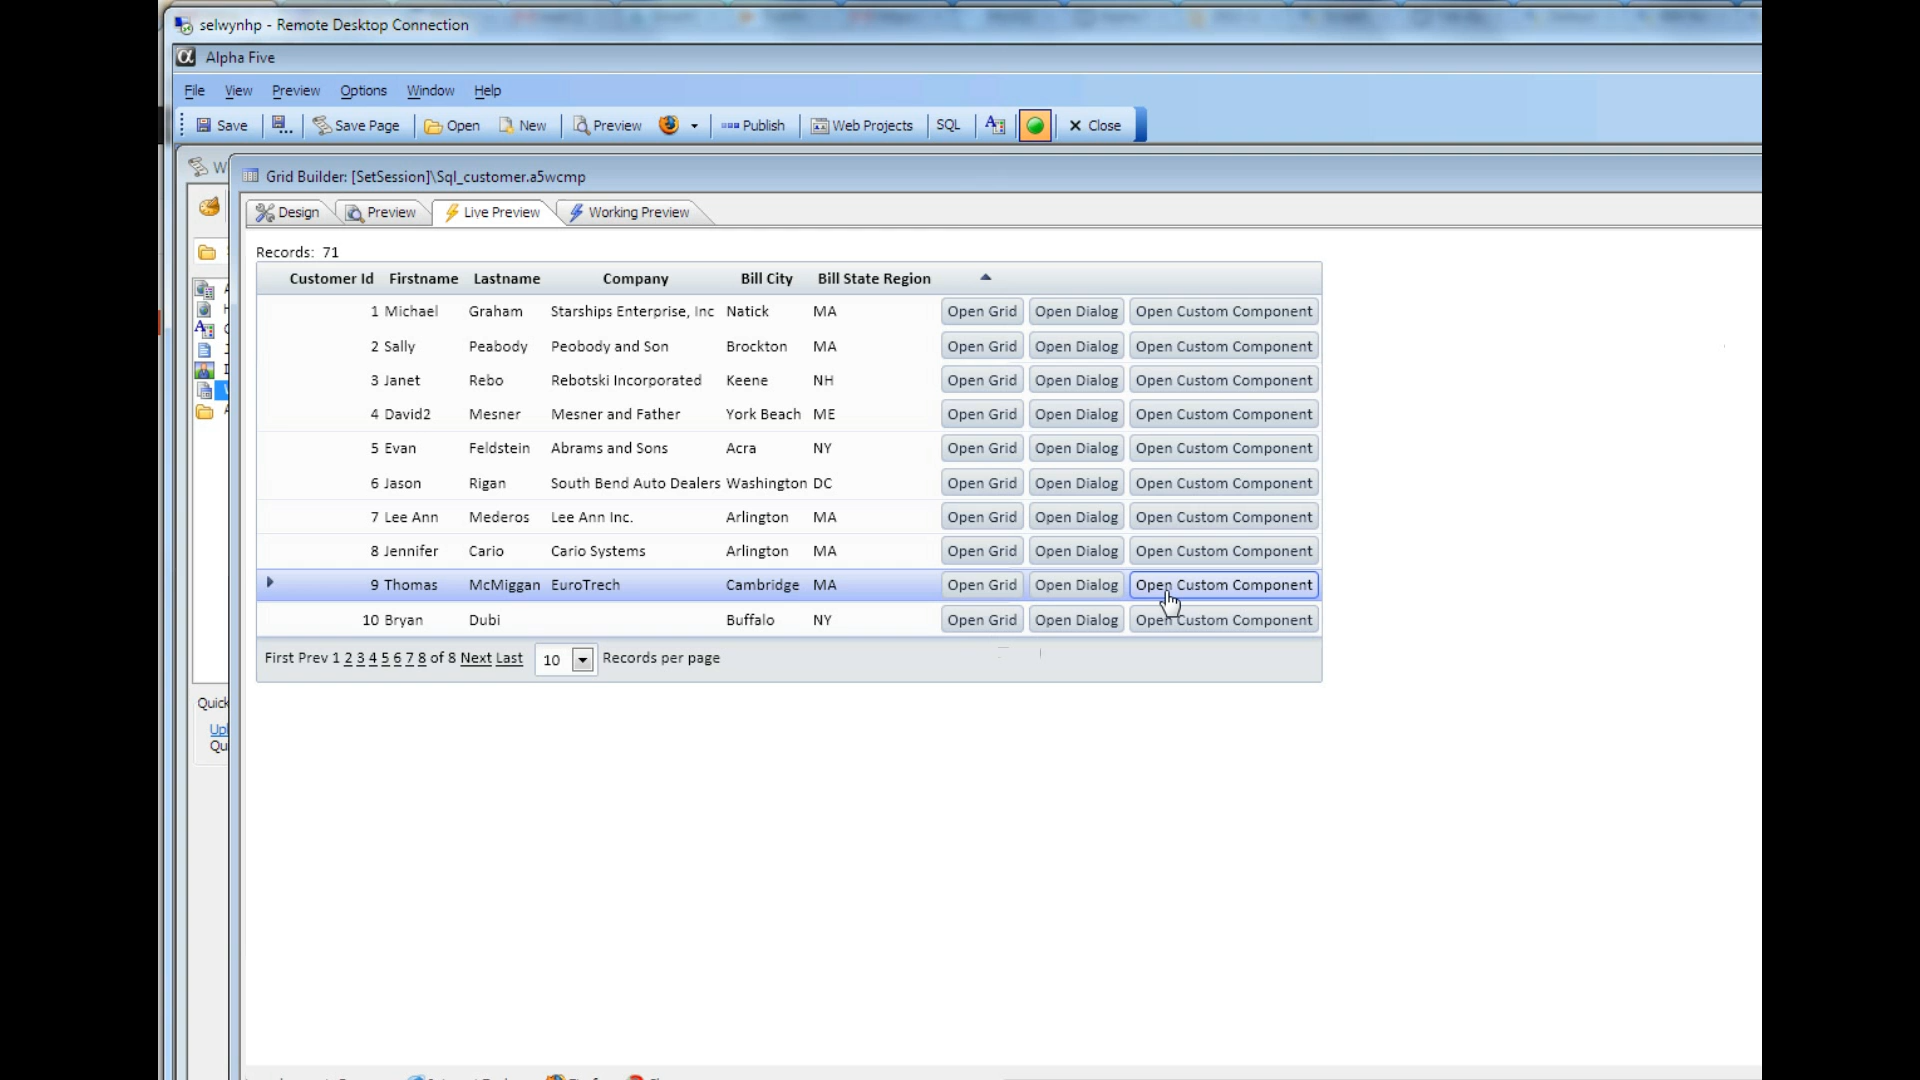 selwynhp - Remote Desktop Connection
Alpha Five
File View Preview Options Window Help
Save Save Page Open New Preview Publish Web Projects SQL Close
Grid Builder: [SetSession]\Sql_customer.a5wcmp
Design Preview Live Preview Working Preview
Records: 71
Customer Id Firstname Lastname Company Bill City Bill State Region
1 Michael Graham Starships Enterprise, Inc Natick MA Open Grid Open Dialog Open Custom Component
2 Sally Peabody Peobody and Son Brockton MA Open Grid Open Dialog Open Custom Component
3 Janet Rebo Rebotski Incorporated Keene NH Open Grid Open Dialog Open Custom Component
4 David2 Mesner Mesner and Father York Beach ME Open Grid Open Dialog Open Custom Component
5 Evan Feldstein Abrams and Sons Acra NY Open Grid Open Dialog Open Custom Component
6 Jason Rigan South Bend Auto Dealers Washington DC Open Grid Open Dialog Open Custom Component
7 Lee Ann Mederos Lee Ann Inc. Arlington MA Open Grid Open Dialog Open Custom Component
8 Jennifer Cario Cario Systems Arlington MA Open Grid Open Dialog Open Custom Component
9 Thomas McMiggan EuroTrech Cambridge MA Open Grid Open Dialog Open Custom Component
10 Bryan Dubi Buffalo NY Open Grid Open Dialog Open Custom Component
First Prev 1 2 3 4 5 6 7 8 of 8 Next Last 10 Records per page
Quick
Upl
Qu